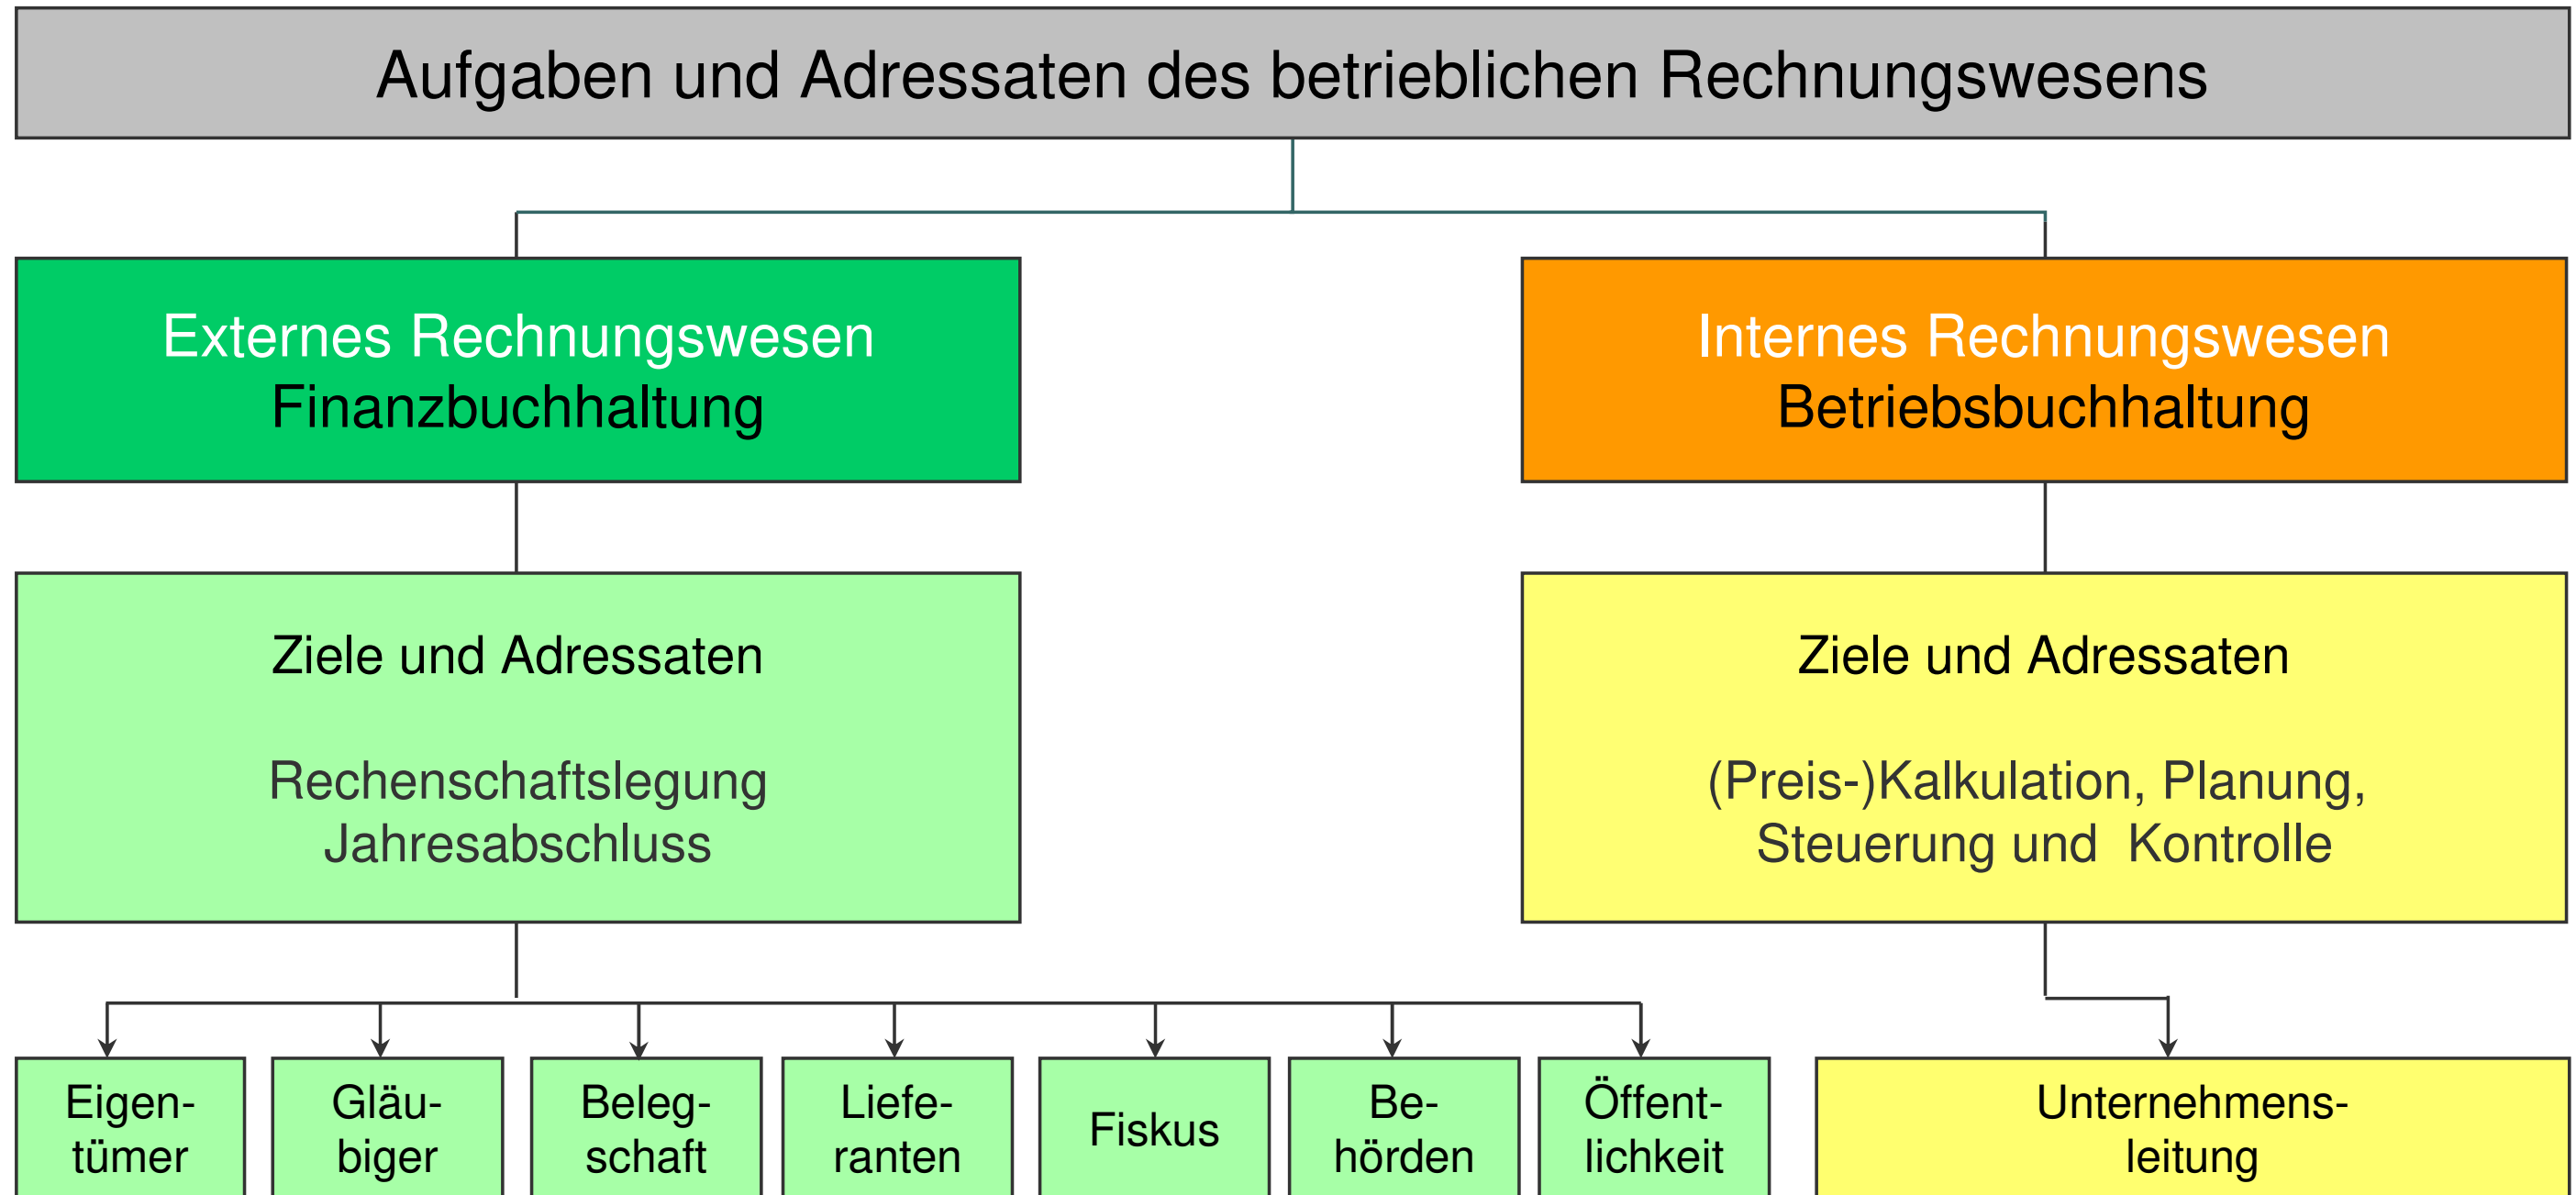 Aufgaben und Adressaten des betrieblichen Rechnungswesens
Externes Rechnungswesen
Finanzbuchhaltung
Internes Rechnungswesen
Betriebsbuchhaltung
Ziele und Adressaten
Rechenschaftslegung
Jahresabschluss
Ziele und Adressaten
(Preis-)Kalkulation, Planung,
Steuerung und Kontrolle
Eigen-
tümer
Gläu-
biger
Beleg-
schaft
Liefe-
ranten
Fiskus
Be-
hörden
Öffent-
lichkeit
Unternehmens-
leitung